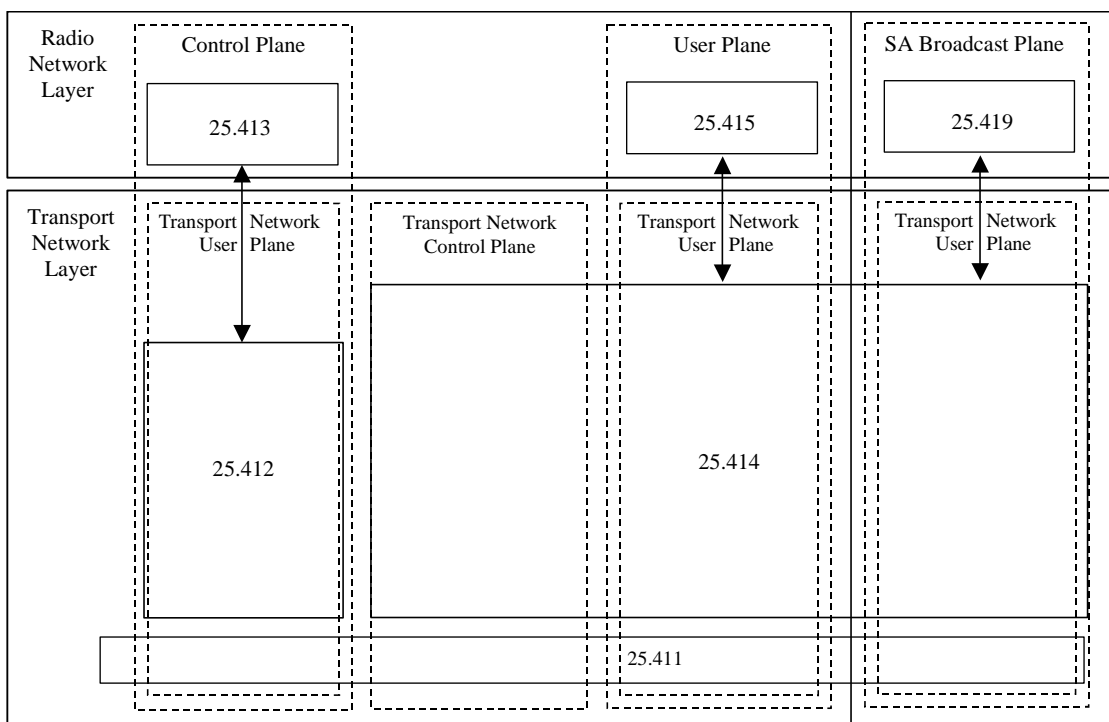 Radio
Network
Layer
Control Plane
User Plane
SA Broadcast Plane
25.413
25.415
25.419
Transport
Network
Layer
Transport Network
User Plane
Transport Network
Control Plane
Transport Network
User Plane
Transport Network
User Plane
25.412
25.414
25.411